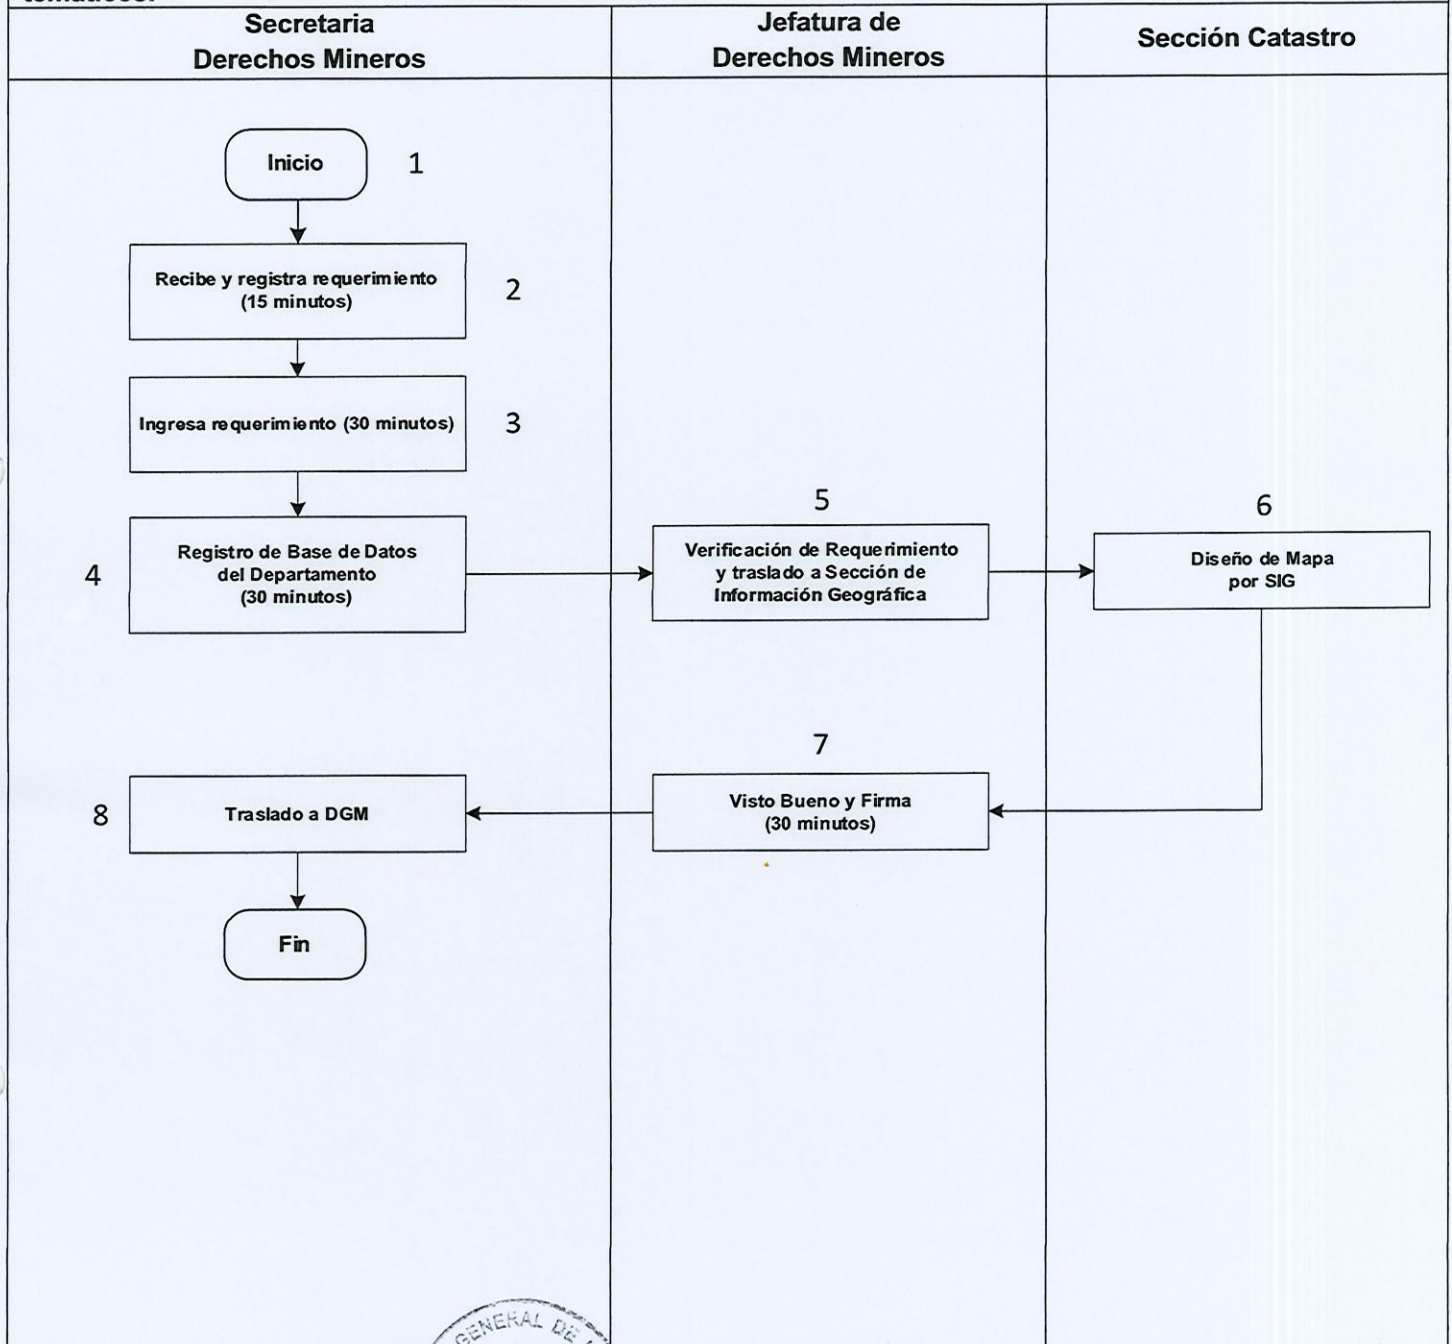 Secretaria
Derechos Mineros
Jefatura de
Derechos Mineros
Sección Catastro
Inicio
1
Recibe y registra requerimiento
(15 minutos)
2
Ingresa requerimiento (30 minutos)
3
4
Registro de Base de Datos
del Departamento
(30 minutos)
5
Verificación de Requerimiento
y traslado a Sección de
Información Geográfica
6
Diseño de Mapa
por SIG
7
Visto Bueno y Firma
(30 minutos)
8
Traslado a DGM
Fin
GENERAL DE